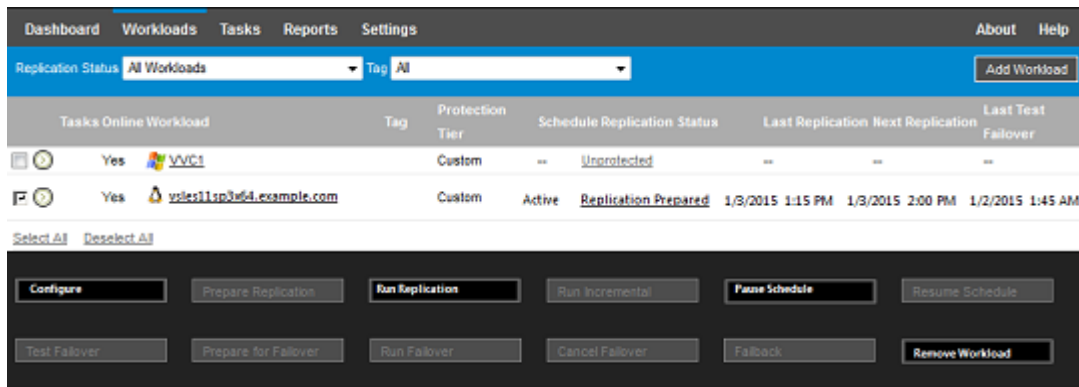 Dashboard Workloads Tasks Reports Settings About Help
Replication Status All Workloads Tag All Add Workload
Tasks Online Workload Tag Protection Tier Schedule Replication Status Last Replication Next Replication Last Test Failover
Yes VVC1 Custom -- Unprotected -- -- --
Yes vsles11sp3x64.example.com Custom Active Replication Prepared 1/3/2015 1:15 PM 1/3/2015 2:00 PM 1/2/2015 1:45 AM
Select All Deselect All
Configure Prepare Replication Run Replication Run Incremental Pause Schedule Resume Schedule
Test Failover Prepare for Failover Run Failover Cancel Failover Failback Remove Workload